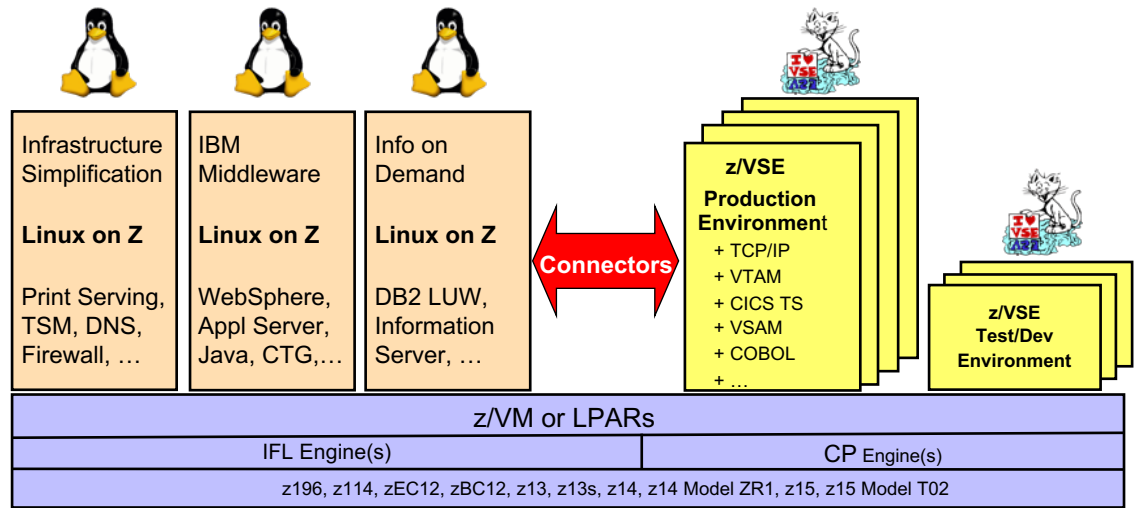 Infrastructure
Simplification
Linux on Z
Print Serving,
TSM, DNS,
Firewall, …
IBM
Middleware
Linux on Z
WebSphere,
Appl Server,
Java, CTG,…
Info on
Demand
Linux on Z
DB2 LUW,
Information
Server, …
Connectors
I ♥
VSE
z/VSE
Production
Environment
+ TCP/IP
+ VTAM
+ CICS TS
+ VSAM
+ COBOL
+ …
I ♥
VSE
z/VSE
Test/Dev
Environment
z/VM or LPARs
IFL Engine(s)
CP Engine(s)
z196, z114, zEC12, zBC12, z13, z13s, z14, z14 Model ZR1, z15, z15 Model T02